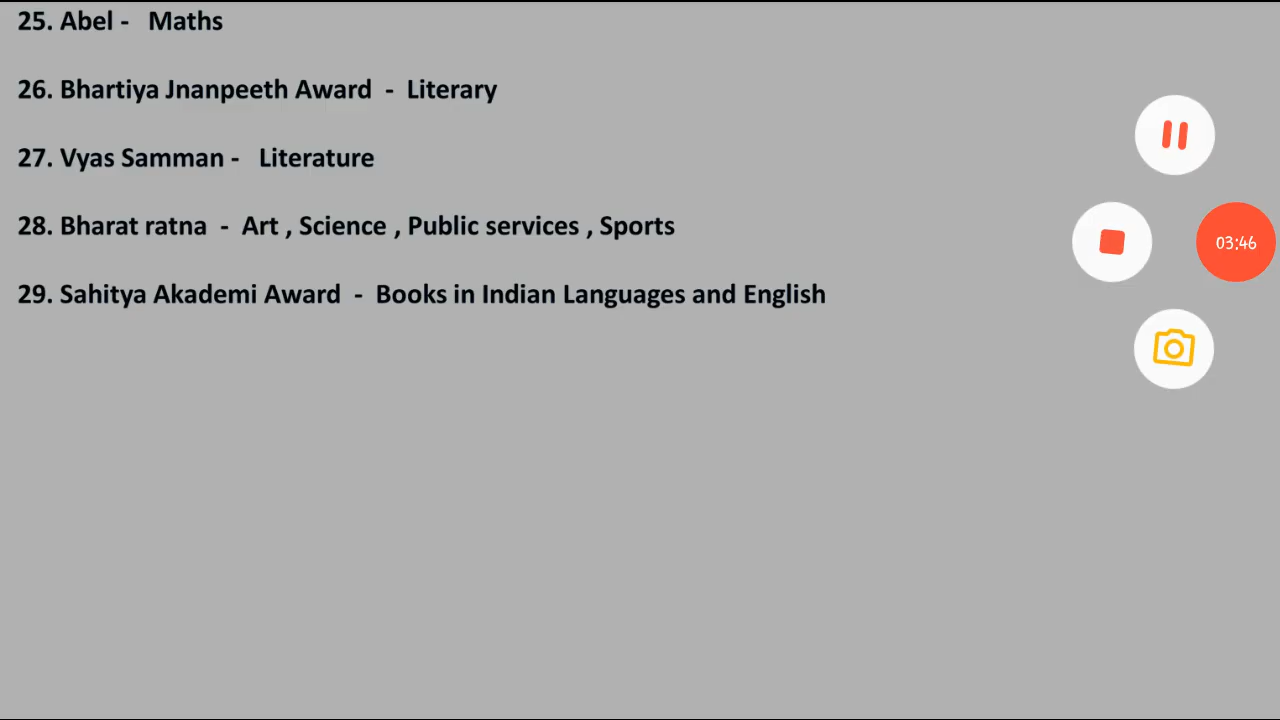 25. Abel - Maths
26. Bhartiya Jnanpeeth Award - Literary
27. Vyas Samman - Literature
28. Bharat ratna - Art , Science , Public services , Sports
29. Sahitya Akademi Award - Books in Indian Languages and English
03:46